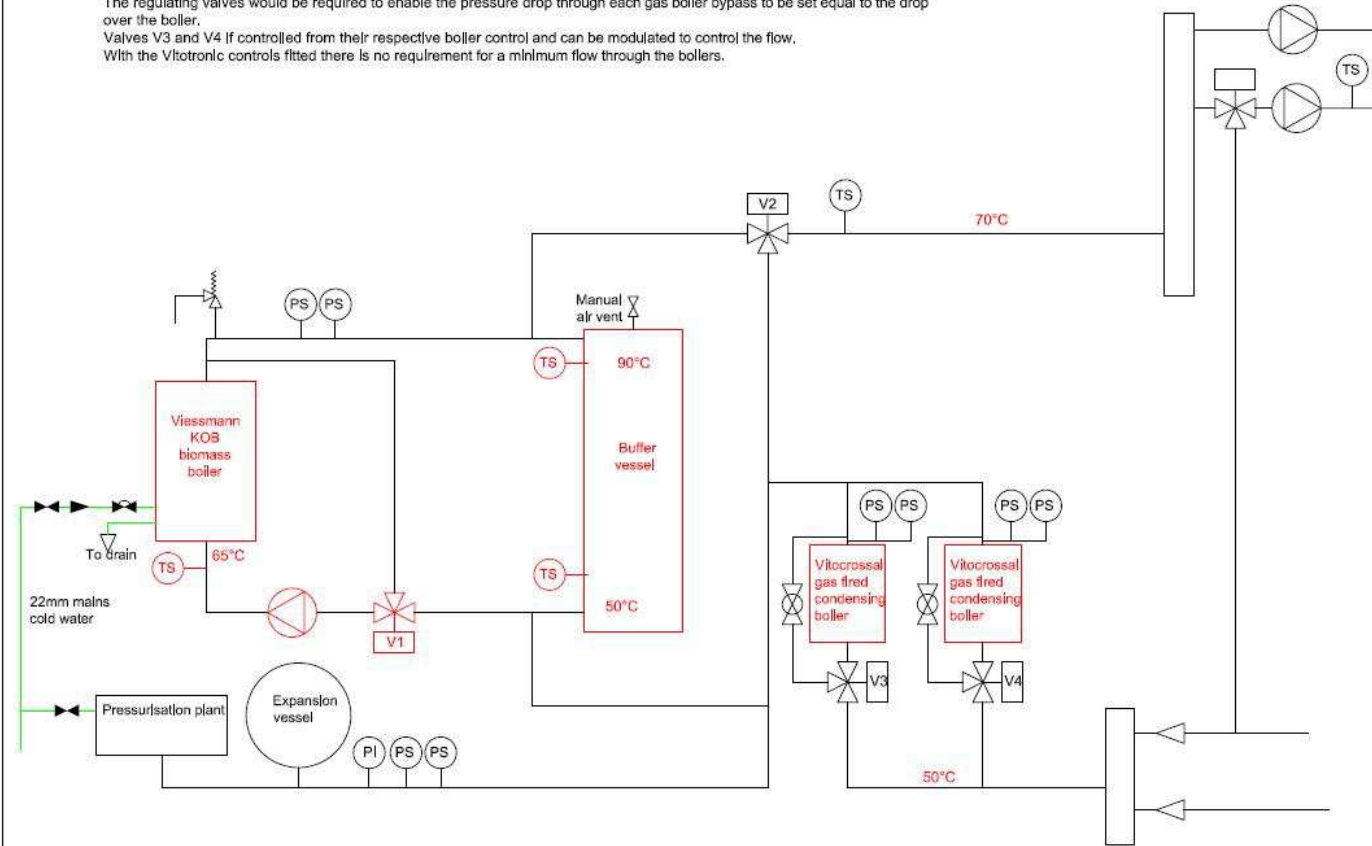 The regulating valves would be required to enable the pressure drop through each gas boiler bypass to be set equal to the drop
over the boiler.
Valves V3 and V4 if controlled from their respective boiler control and can be modulated to control the flow.
With the Vitotronic controls fitted there is no requirement for a minimum flow through the boilers.
TS
V2
TS
70°C
PS
PS
Manual
air vent
TS
90°C
Viessmann
KOB
biomass
boiler
Buffer
vessel
PS
PS
PS
PS
To drain
TS
65°C
TS
Vitocrossal
gas fired
condensing
boiler
Vitocrossal
gas fired
condensing
boiler
22mm mains
cold water
50°C
V1
V3
V4
Pressurisation plant
Expansion
vessel
PI
PS
PS
50°C